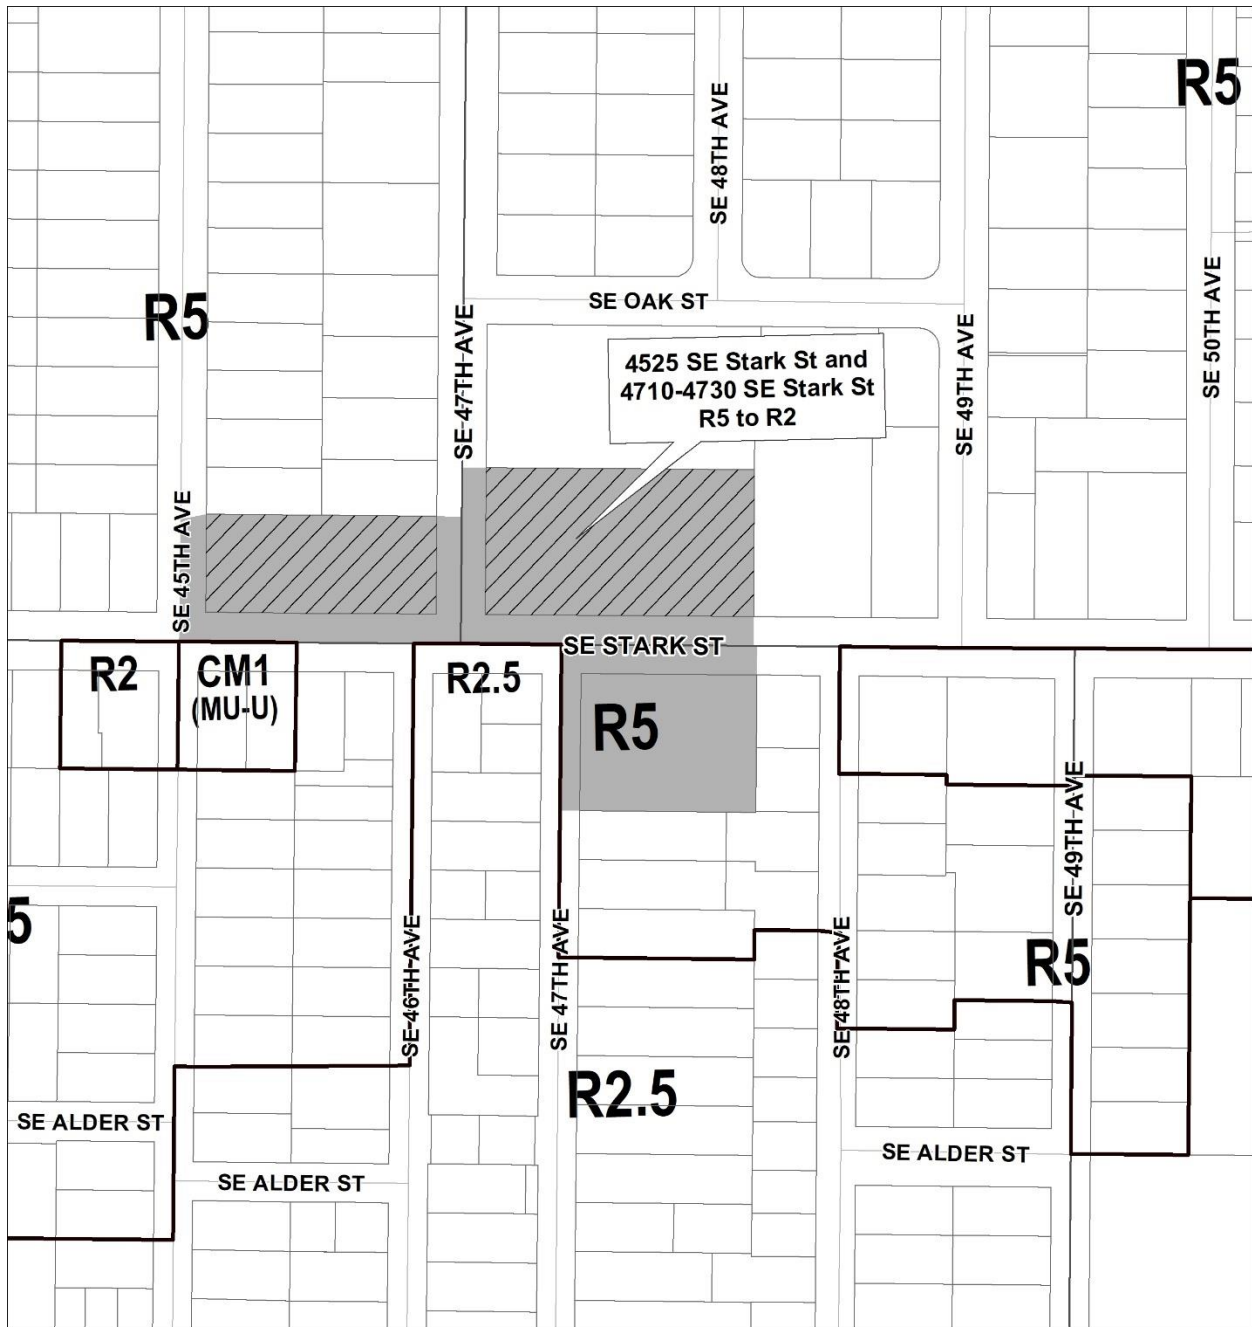 R5
SE 48TH AVE
SE OAK ST
SE 50TH AVE
R5
SE 47TH AVE
SE 49TH AVE
4525 SE Stark St and
4710-4730 SE Stark St
R5 to R2
SE 45TH AVE
SE STARK ST
R2
CM1
(MU-U)
R2.5
R5
SE 49TH AVE
5
SE 46TH AVE
SE 47TH AVE
SE 48TH AVE
R5
R2.5
SE ALDER ST
SE ALDER ST
SE ALDER ST